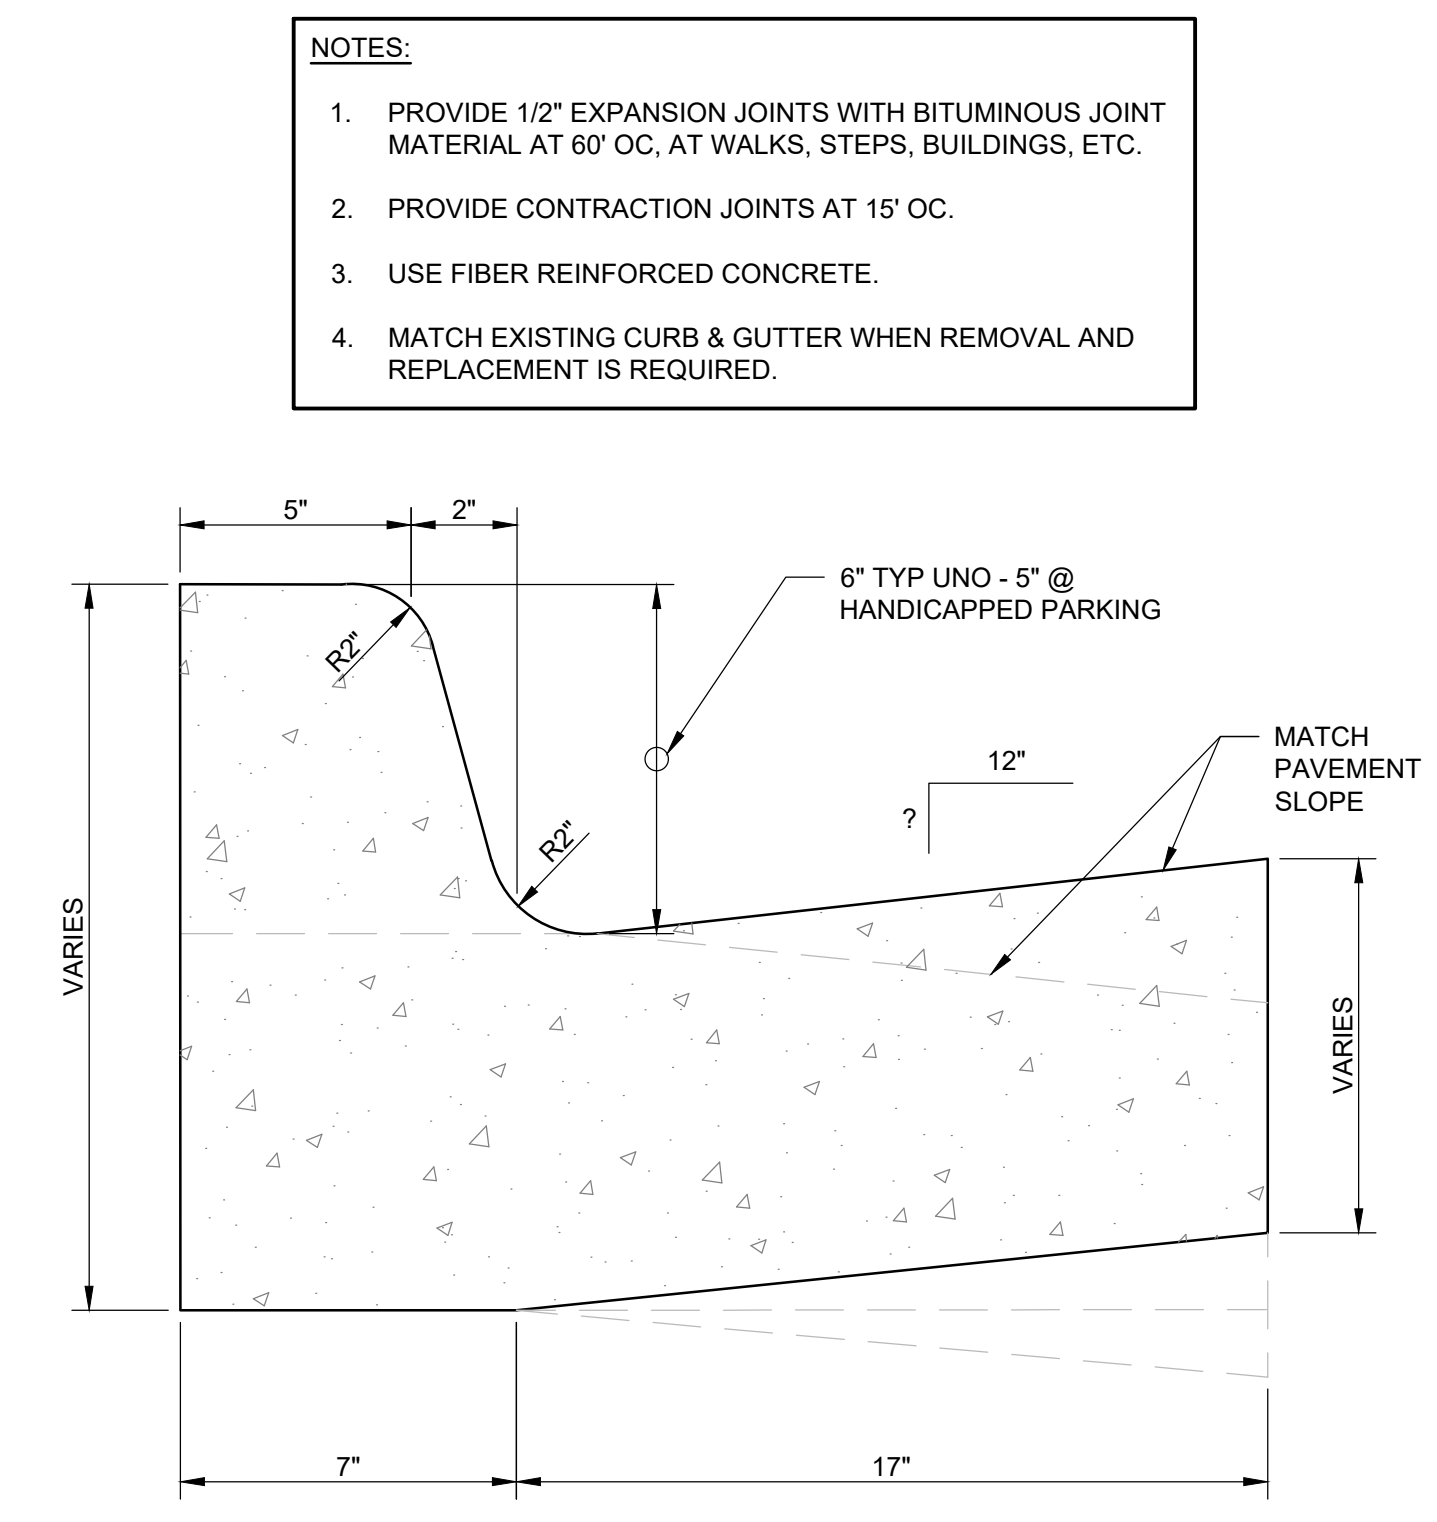 NOTES:
1. PROVIDE 1/2" EXPANSION JOINTS WITH BITUMINOUS JOINT
MATERIAL AT 60' OC, AT WALKS, STEPS, BUILDINGS, ETC.
2. PROVIDE CONTRACTION JOINTS AT 15' OC.
3. USE FIBER REINFORCED CONCRETE.
4. MATCH EXISTING CURB & GUTTER WHEN REMOVAL AND
REPLACEMENT IS REQUIRED.
5"
2"
6" TYP UNO - 5" @
HANDICAPPED PARKING
R2"
12"
?
MATCH
PAVEMENT
SLOPE
R2"
VARIES
VARIES
7"
17"